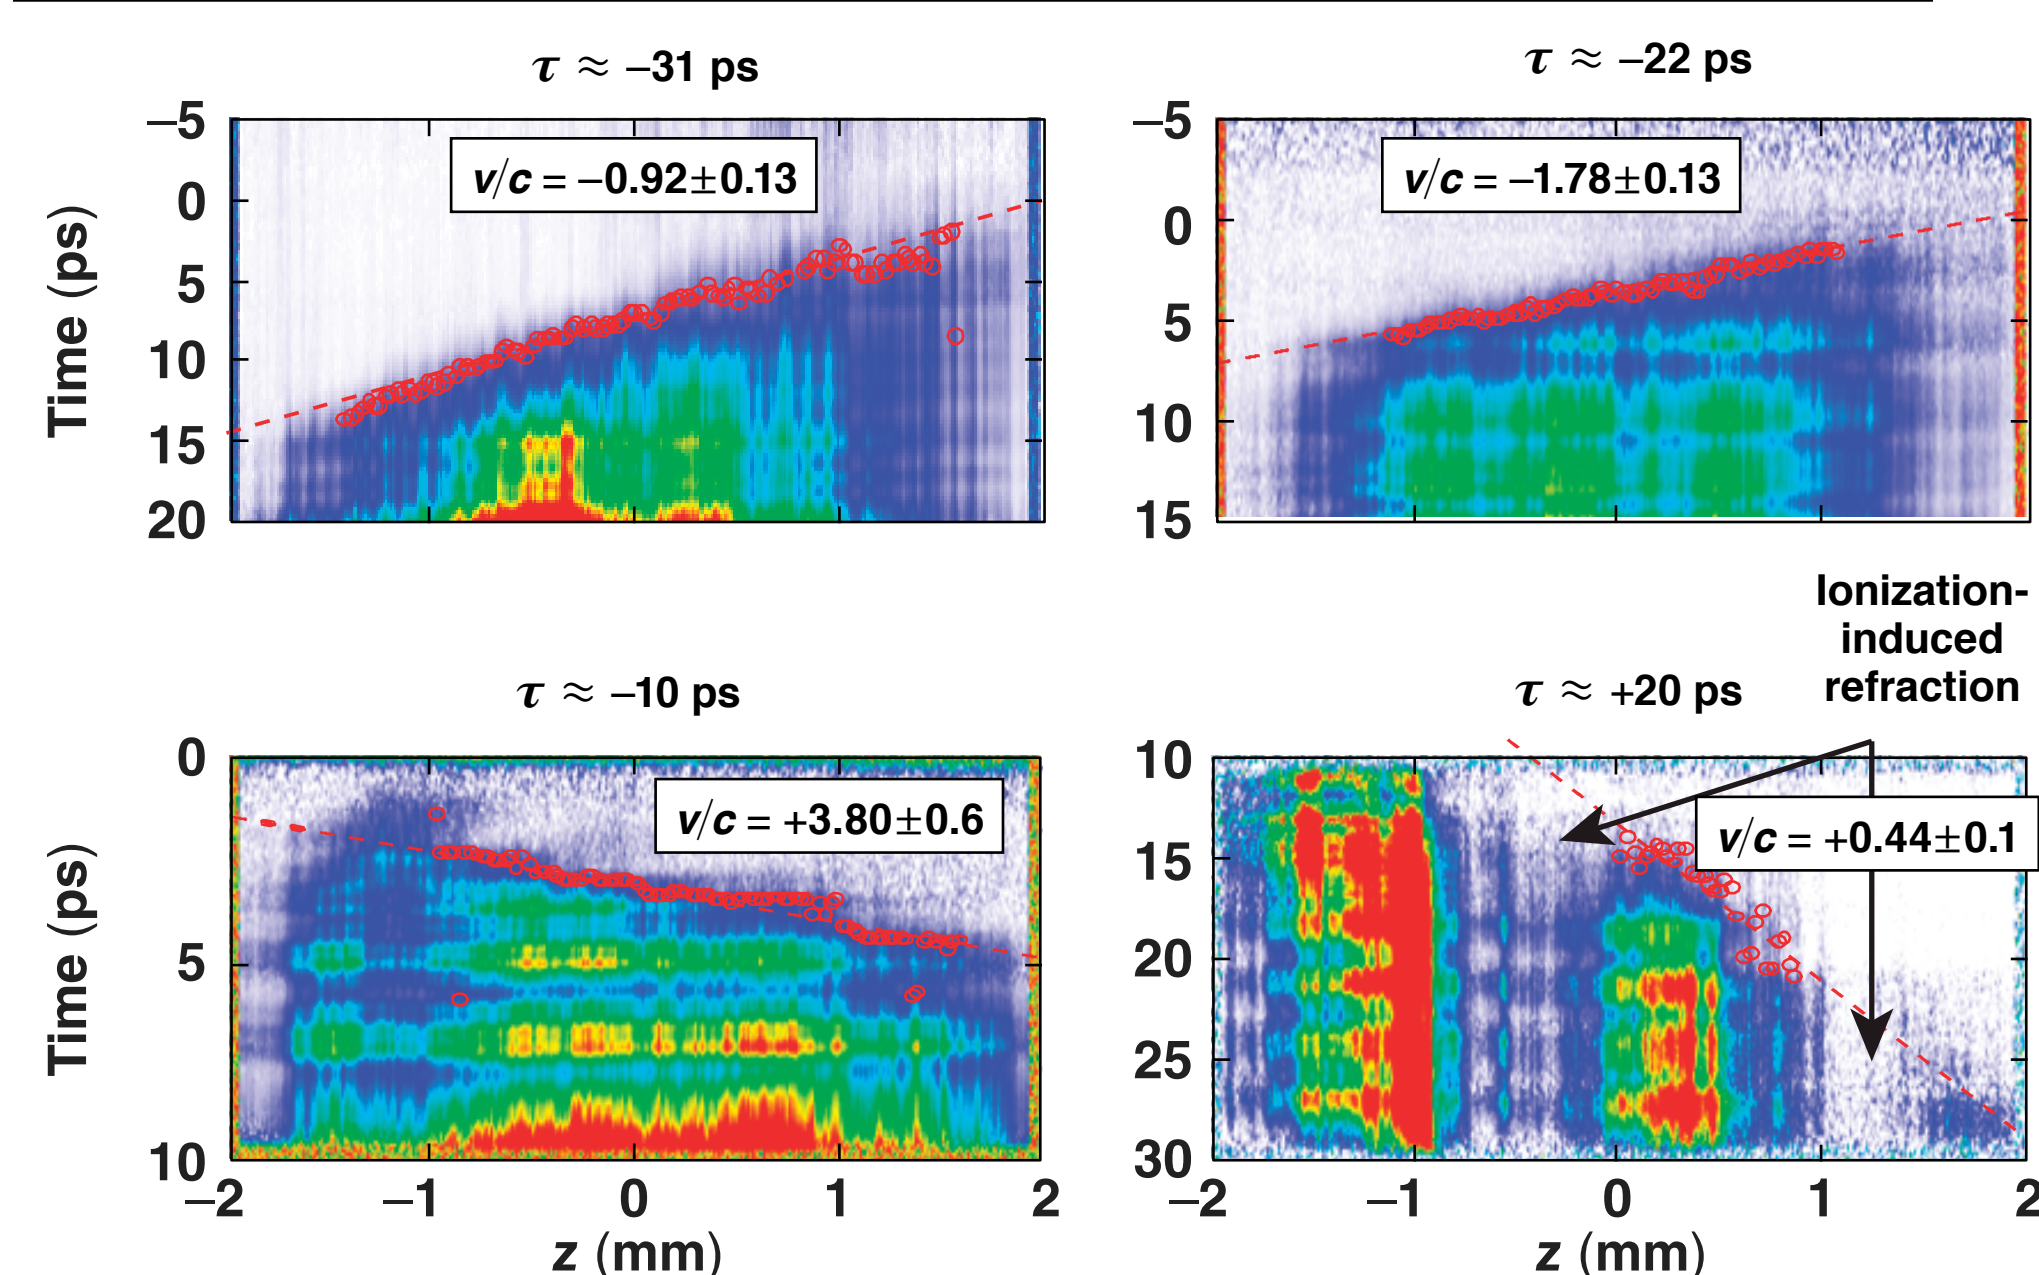 τ ≈ –31 ps
τ ≈ –22 ps
–5
0
5
10
15
20
Time (ps)
v/c = –0.92±0.13
–5
0
5
10
15
v/c = –1.78±0.13
Ionization-
induced
refraction
τ ≈ –10 ps
τ ≈ +20 ps
0
5
10
Time (ps)
v/c = +3.80±0.6
–2 –1 0 1 2
z (mm)
10
15
20
25
30
v/c = +0.44±0.1
–2 –1 0 1 2
z (mm)